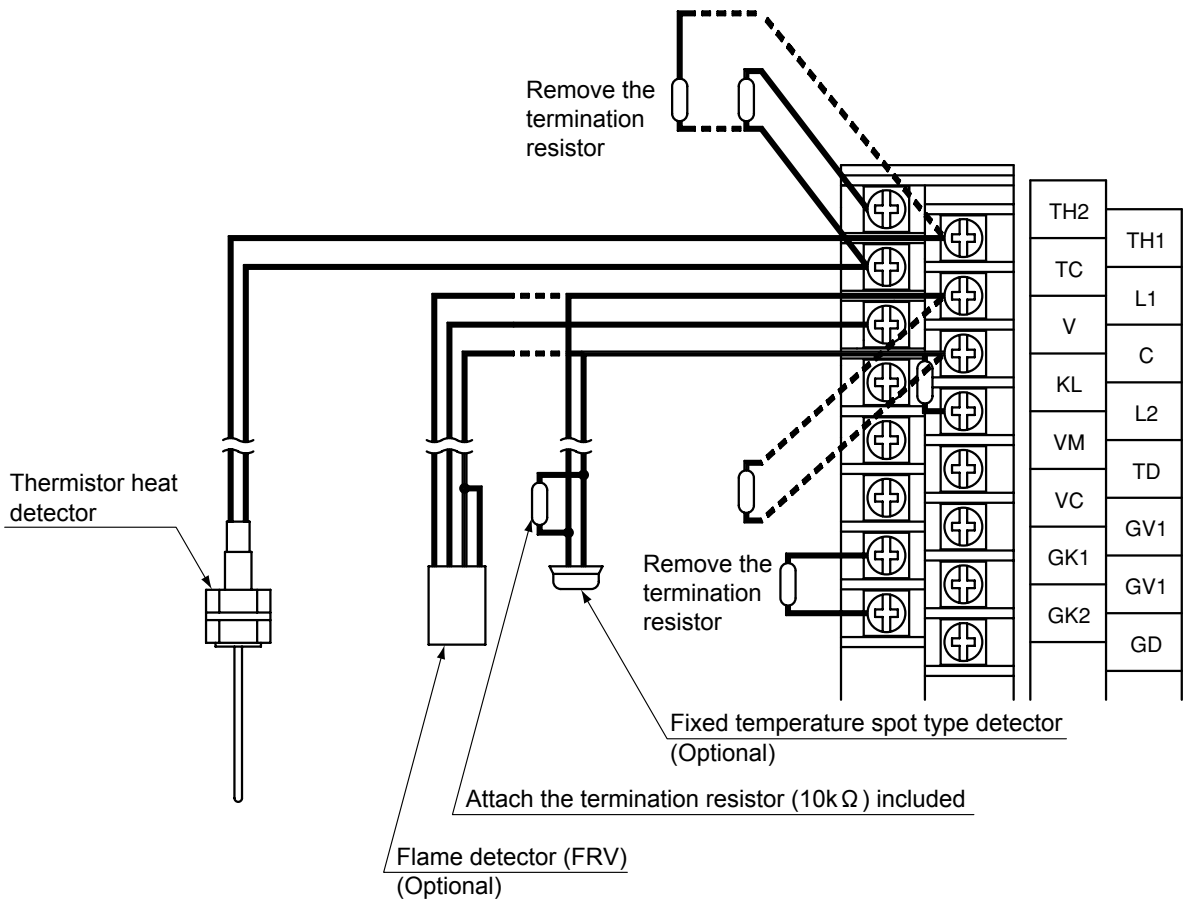 Remove the
termination
resistor
TH2
TH1
TC
L1
V
C
KL
L2
VM
TD
VC
GV1
GK1
GV1
GK2
GD
Thermistor heat
detector
Remove the
termination
resistor
Fixed temperature spot type detector
(Optional)
Attach the termination resistor (10kΩ) included
Flame detector (FRV)
(Optional)